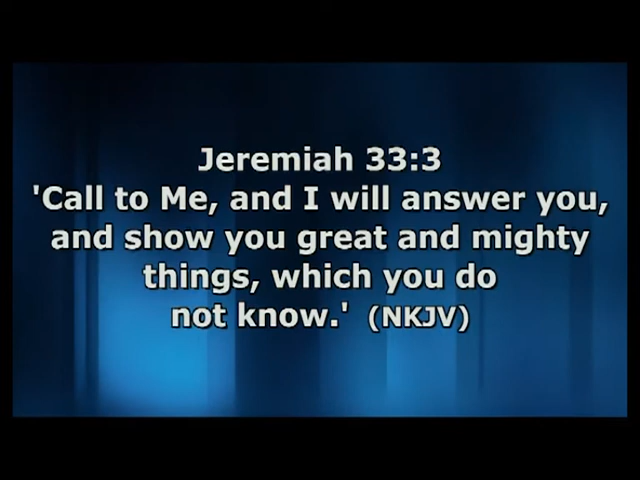 Jeremiah 33:3
'Call to Me, and I will answer you,
and show you great and mighty
things, which you do
not know.' (NKJV)